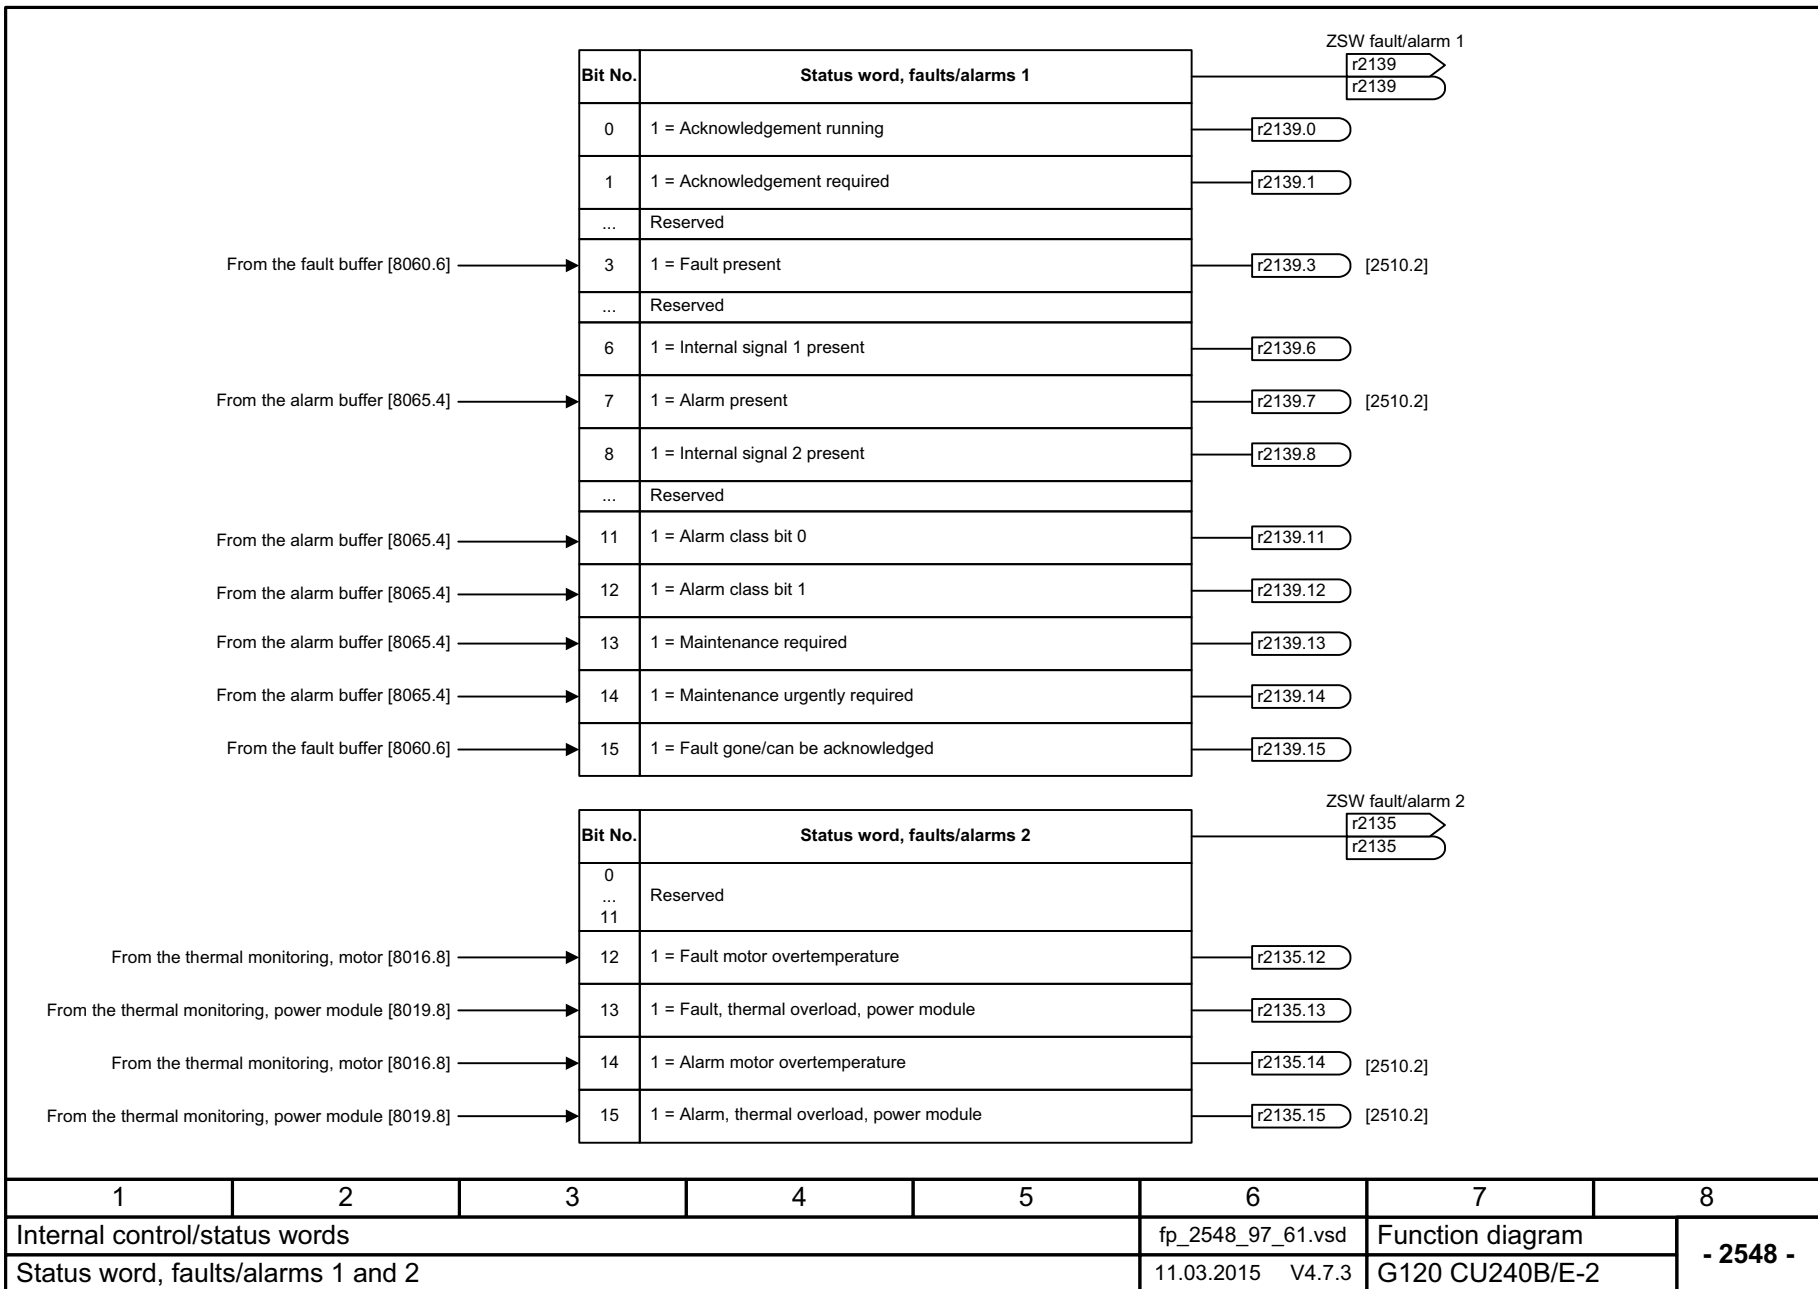 ZSW fault/alarm 1
r2139
r2139
Bit No. Status word, faults/alarms 1
0 1 = Acknowledgement running r2139.0
1 1 = Acknowledgement required r2139.1
... Reserved
From the fault buffer [8060.6] 3 1 = Fault present r2139.3 [2510.2]
... Reserved
6 1 = Internal signal 1 present r2139.6
From the alarm buffer [8065.4] 7 1 = Alarm present r2139.7 [2510.2]
8 1 = Internal signal 2 present r2139.8
... Reserved
From the alarm buffer [8065.4] 11 1 = Alarm class bit 0 r2139.11
From the alarm buffer [8065.4] 12 1 = Alarm class bit 1 r2139.12
From the alarm buffer [8065.4] 13 1 = Maintenance required r2139.13
From the alarm buffer [8065.4] 14 1 = Maintenance urgently required r2139.14
From the fault buffer [8060.6] 15 1 = Fault gone/can be acknowledged r2139.15
ZSW fault/alarm 2
r2135
r2135
Bit No. Status word, faults/alarms 2
0
... Reserved
11
From the thermal monitoring, motor [8016.8] 12 1 = Fault motor overtemperature r2135.12
From the thermal monitoring, power module [8019.8] 13 1 = Fault, thermal overload, power module r2135.13
From the thermal monitoring, motor [8016.8] 14 1 = Alarm motor overtemperature r2135.14 [2510.2]
From the thermal monitoring, power module [8019.8] 15 1 = Alarm, thermal overload, power module r2135.15 [2510.2]
1 2 3 4 5 6 7 8
Internal control/status words fp_2548_97_61.vsd Function diagram
- 2548 -
Status word, faults/alarms 1 and 2 11.03.2015 V4.7.3 G120 CU240B/E-2